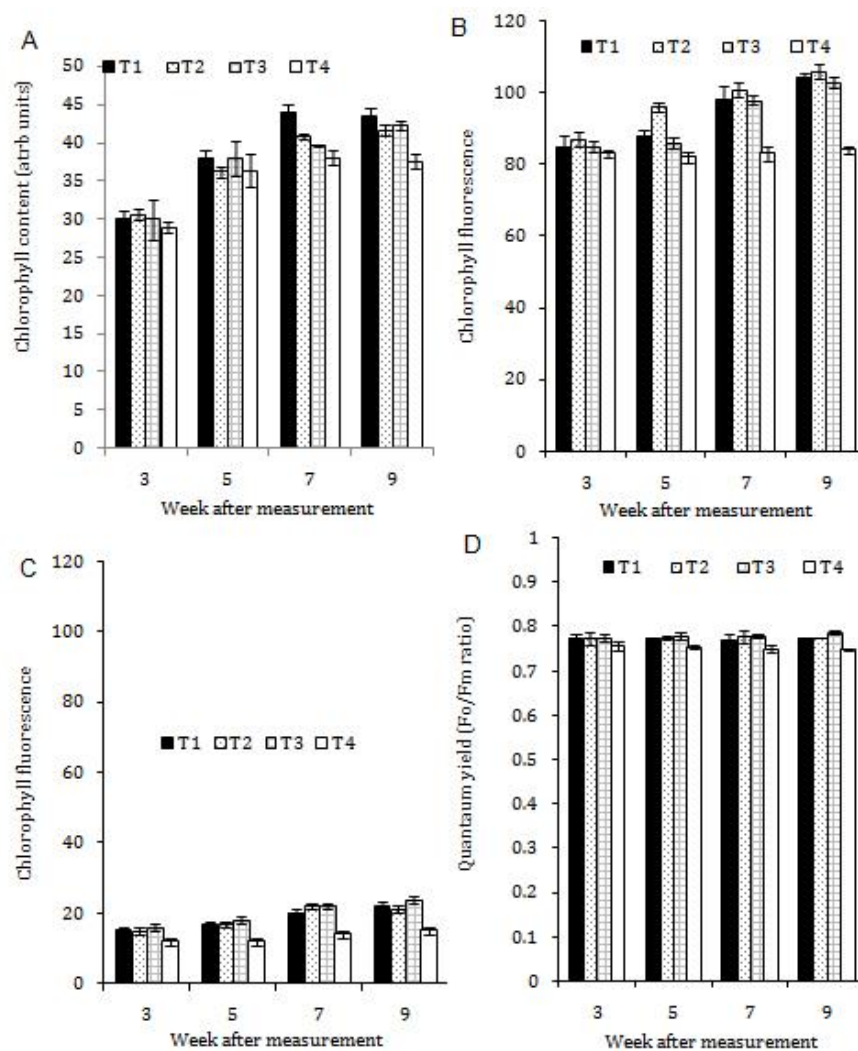 A
T1 T2 T3 T4
Chlorophyll content (atrb units)
50
45
40
35
30
25
20
15
10
5
0
3 5 7 9
Week after measurement
B
T1 T2 T3 T4
Chlorophyll fluorescence
120
100
80
60
40
20
0
3 5 7 9
Week after measurement
C
T1 T2 T3 T4
Chlorophyll fluorescence
120
100
80
60
40
20
0
3 5 7 9
Week after measurement
D
T1 T2 T3 T4
Quantaum yield (Fo/Fm ratio)
1
0.9
0.8
0.7
0.6
0.5
0.4
0.3
0.2
0.1
0
3 5 7 9
Week after measurement